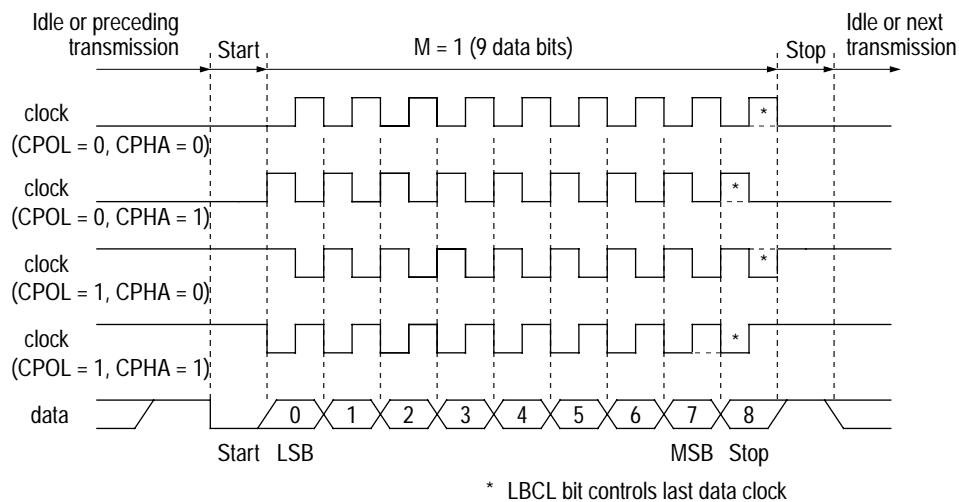 Idle or preceding
transmission
Start
M = 1 (9 data bits)
Stop
Idle or next
transmission
clock
(CPOL = 0, CPHA = 0)
*
clock
(CPOL = 0, CPHA = 1)
*
clock
(CPOL = 1, CPHA = 0)
*
clock
(CPOL = 1, CPHA = 1)
*
data
0 1 2 3 4 5 6 7 8
Start LSB MSB Stop
* LBCL bit controls last data clock